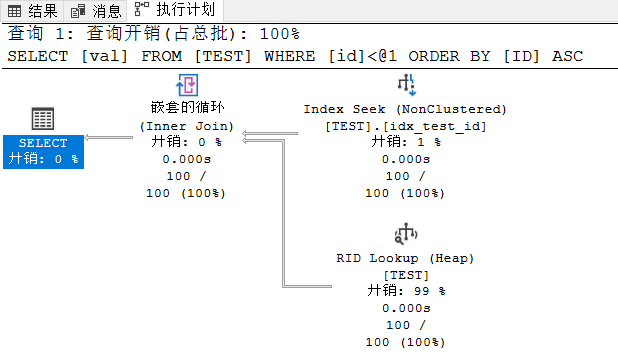 结果 消息 执行计划
查询 1: 查询开销(占总批): 100%
SELECT [val] FROM [TEST] WHERE [id]<@1 ORDER BY [ID] ASC
SELECT
开销: 0 %
嵌套的循环
(Inner Join)
开销: 0 %
0.000s
100 /
100 (100%)
Index Seek (NonClustered)
[TEST].[idx_test_id]
开销: 1 %
0.000s
100 /
100 (100%)
RID Lookup (Heap)
[TEST]
开销: 99 %
0.000s
100 /
100 (100%)